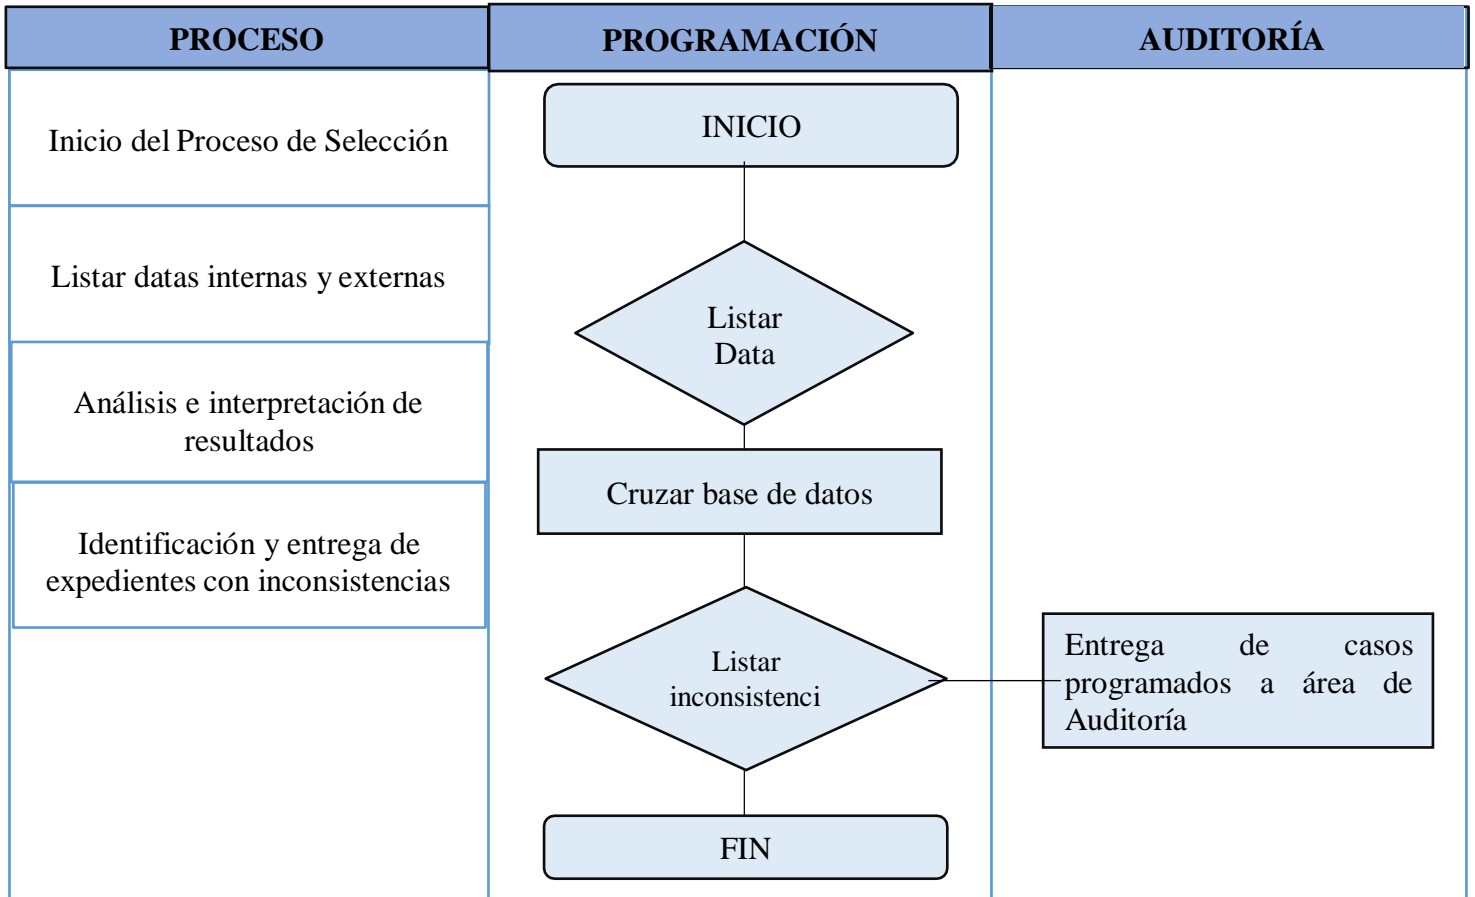 PROCESO
PROGRAMACIÓN
AUDITORÍA
Inicio del Proceso de Selección
Listar datas internas y externas
Análisis e interpretación de
resultados
Identificación y entrega de
expedientes con inconsistencias
INICIO
Listar
Data
Cruzar base de datos
Listar
inconsistenci
FIN
Entrega de casos
programados a área de
Auditoría